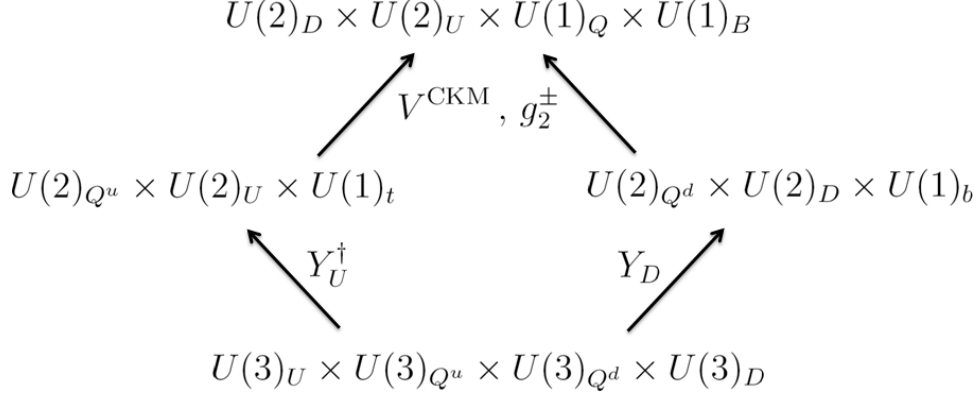 U(2)_D × U(2)_U × U(1)_Q × U(1)_B
V^{CKM} , g_2^±
U(2)_{Q^u} × U(2)_U × U(1)_t
U(2)_{Q^d} × U(2)_D × U(1)_b
Y_U^†
Y_D
U(3)_U × U(3)_{Q^u} × U(3)_{Q^d} × U(3)_D